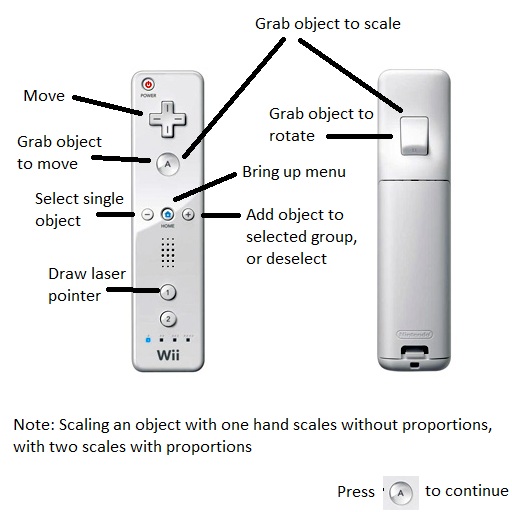 Grab object to scale
POWER
Move
Grab object to
rotate
Grab object
to move
A
Bring up menu
Select single
object
HOME
Add object to
selected group,
or deselect
Draw laser
pointer
1
2
Wii
Nintendo
Note: Scaling an object with one hand scales without proportions,
with two scales with proportions
Press A to continue